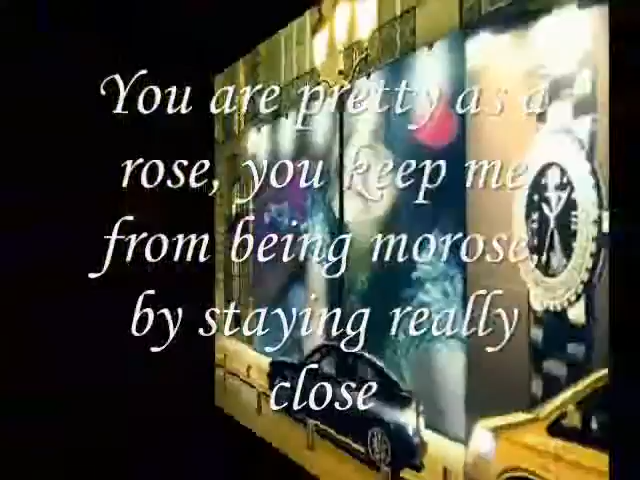 You are pretty as a
rose, you keep me
from being morose,
by staying really
close